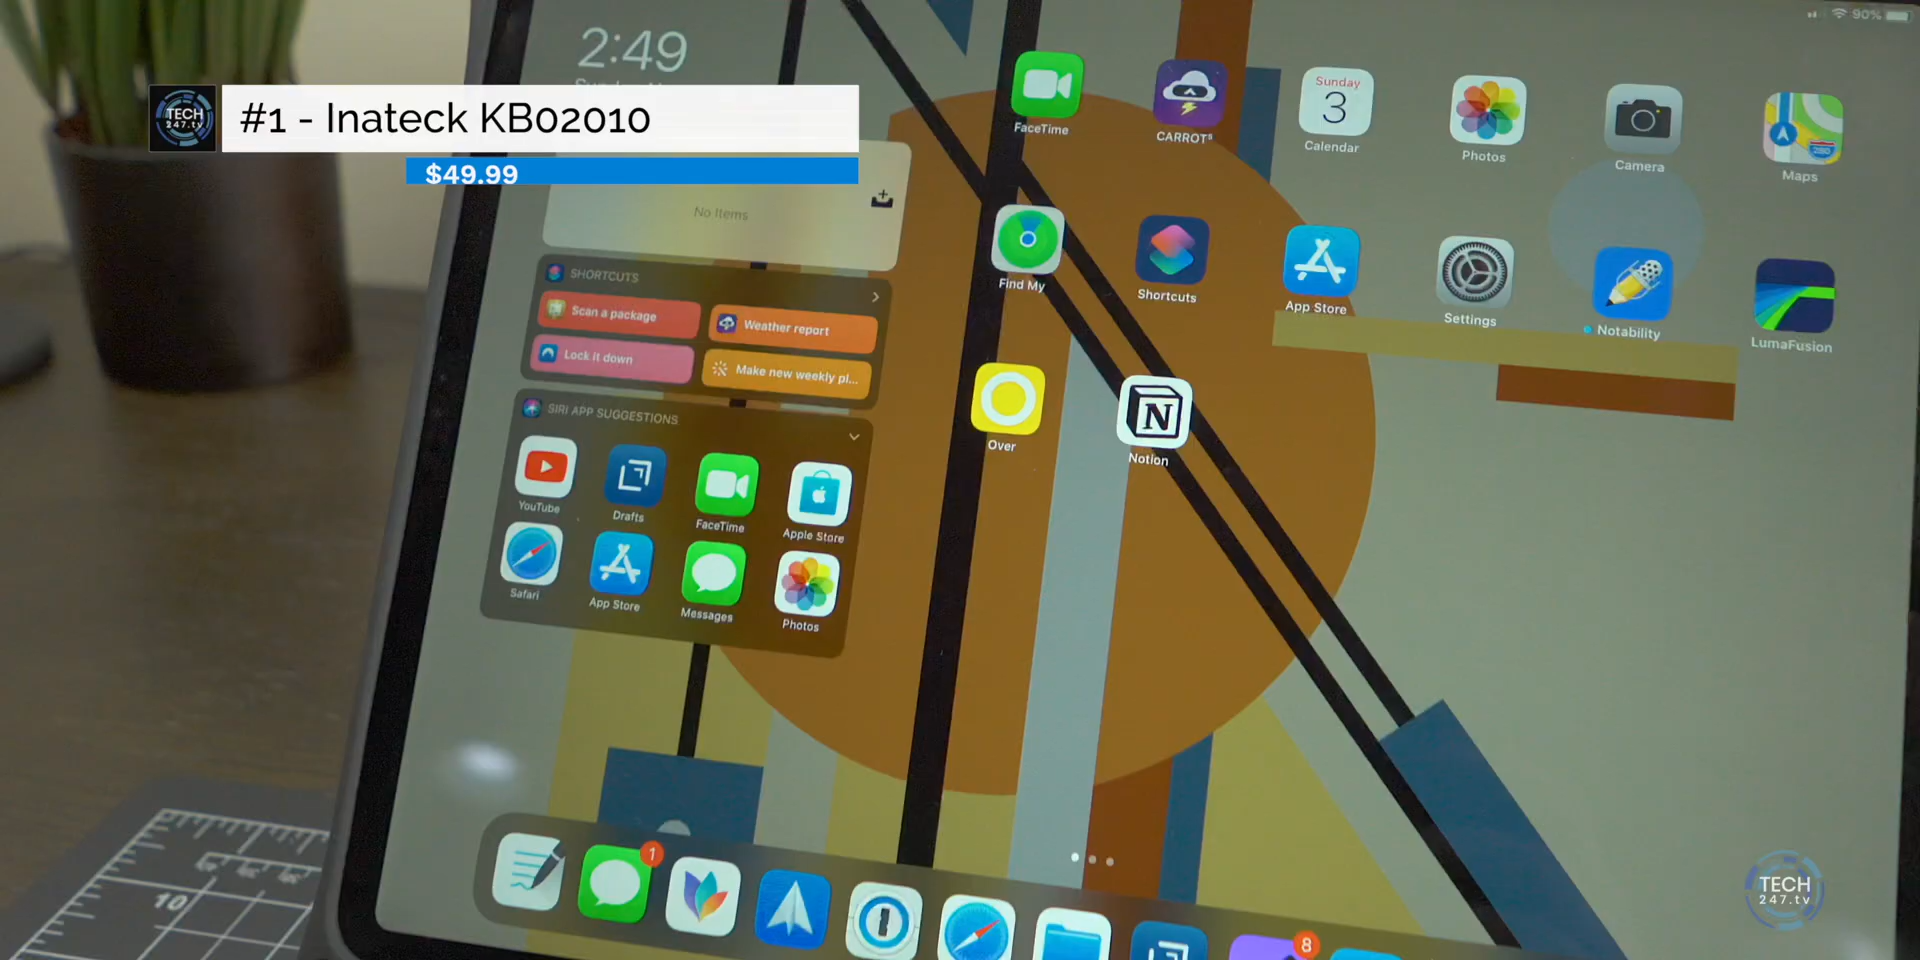 2:49
90%
TECH
247.tv
#1 - Inateck KB02010
$49.99
No Items
SHORTCUTS
Scan a package
Weather report
Lock it down
Make new weekly pl...
SIRI APP SUGGESTIONS
YouTube
Drafts
FaceTime
Apple Store
Safari
App Store
Messages
Photos
FaceTime
CARROT⁵
Sunday
3
Calendar
Photos
Camera
280
Maps
Find My
Shortcuts
App Store
Settings
Notability
LumaFusion
Over
N
Notion
1
8
10
TECH
247.tv